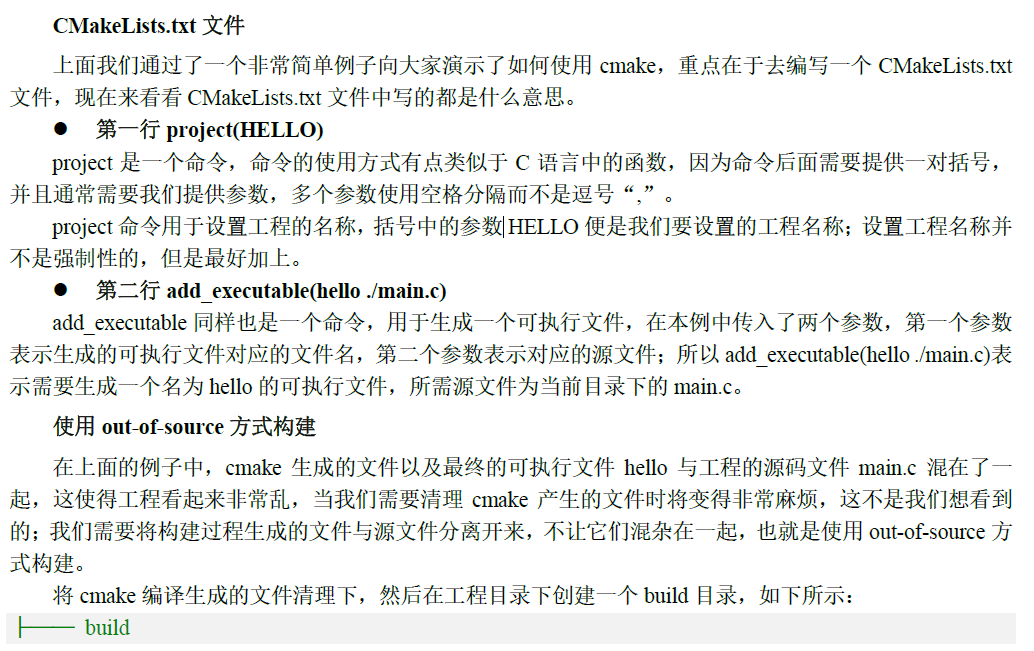 CMakeLists.txt 文件
上面我们通过了一个非常简单例子向大家演示了如何使用 cmake，重点在于去编写一个 CMakeLists.txt
文件，现在来看看 CMakeLists.txt 文件中写的都是什么意思。
● 第一行 project(HELLO)
project 是一个命令，命令的使用方式有点类似于 C 语言中的函数，因为命令后面需要提供一对括号，
并且通常需要我们提供参数，多个参数使用空格分隔而不是逗号“,”。
project 命令用于设置工程的名称，括号中的参数 HELLO 便是我们要设置的工程名称；设置工程名称并
不是强制性的，但是最好加上。
● 第二行 add_executable(hello ./main.c)
add_executable 同样也是一个命令，用于生成一个可执行文件，在本例中传入了两个参数，第一个参数
表示生成的可执行文件对应的文件名，第二个参数表示对应的源文件；所以 add_executable(hello ./main.c)表
示需要生成一个名为 hello 的可执行文件，所需源文件为当前目录下的 main.c。
使用 out-of-source 方式构建
在上面的例子中，cmake 生成的文件以及最终的可执行文件 hello 与工程的源码文件 main.c 混在了一
起，这使得工程看起来非常乱，当我们需要清理 cmake 产生的文件时将变得非常麻烦，这不是我们想看到
的；我们需要将构建过程生成的文件与源文件分离开来，不让它们混杂在一起，也就是使用 out-of-source 方
式构建。
将 cmake 编译生成的文件清理下，然后在工程目录下创建一个 build 目录，如下所示：
├── build